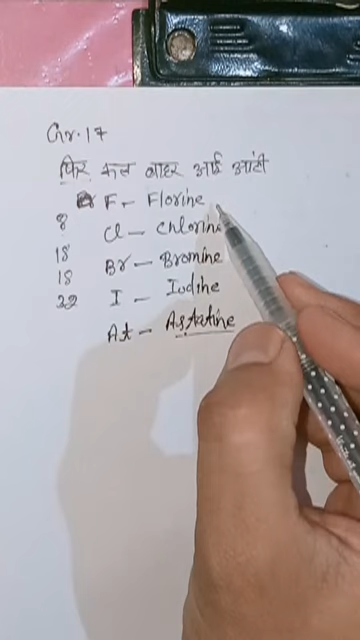 Gr. 17
फिर कल बाहर आई आंटी
F - Florine
8 Cl - Chlorine
18 Br - Bromine
18 I - Iodine
32 At - Astatine